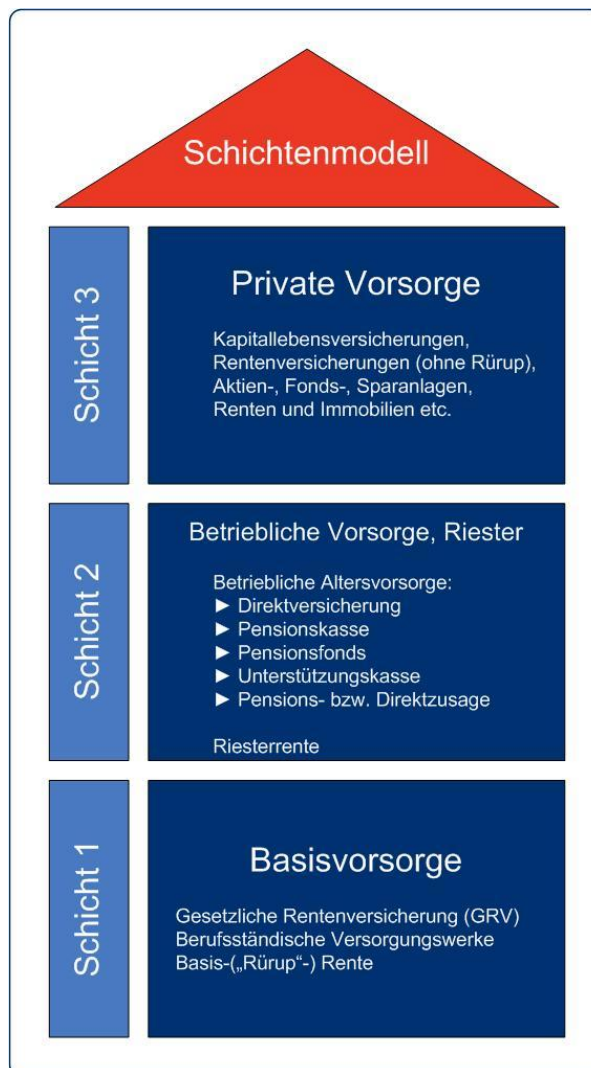 Schichtenmodell
Schicht 3
Private Vorsorge
Kapitallebensversicherungen,
Rentenversicherungen (ohne Rürup),
Aktien-, Fonds-, Sparanlagen,
Renten und Immobilien etc.
Schicht 2
Betriebliche Vorsorge, Riester
Betriebliche Altersvorsorge:
► Direktversicherung
► Pensionskasse
► Pensionsfonds
► Unterstützungskasse
► Pensions- bzw. Direktzusage
Riesterrente
Schicht 1
Basisvorsorge
Gesetzliche Rentenversicherung (GRV)
Berufsständische Versorgungswerke
Basis-(„Rürup“-) Rente